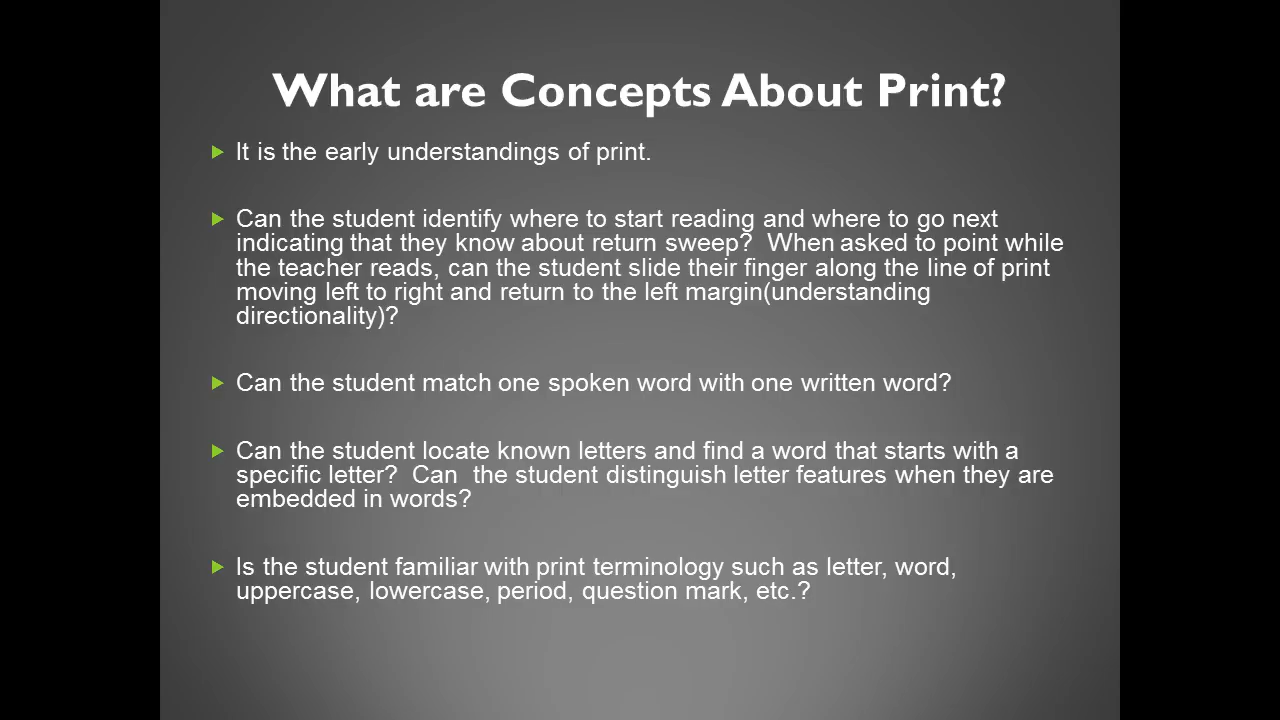 What are Concepts About Print?
It is the early understandings of print.
Can the student identify where to start reading and where to go next
indicating that they know about return sweep?  When asked to point while
the teacher reads, can the student slide their finger along the line of print
moving left to right and return to the left margin(understanding
directionality)?
Can the student match one spoken word with one written word?
Can the student locate known letters and find a word that starts with a
specific letter?  Can  the student distinguish letter features when they are
embedded in words?
Is the student familiar with print terminology such as letter, word,
uppercase, lowercase, period, question mark, etc.?